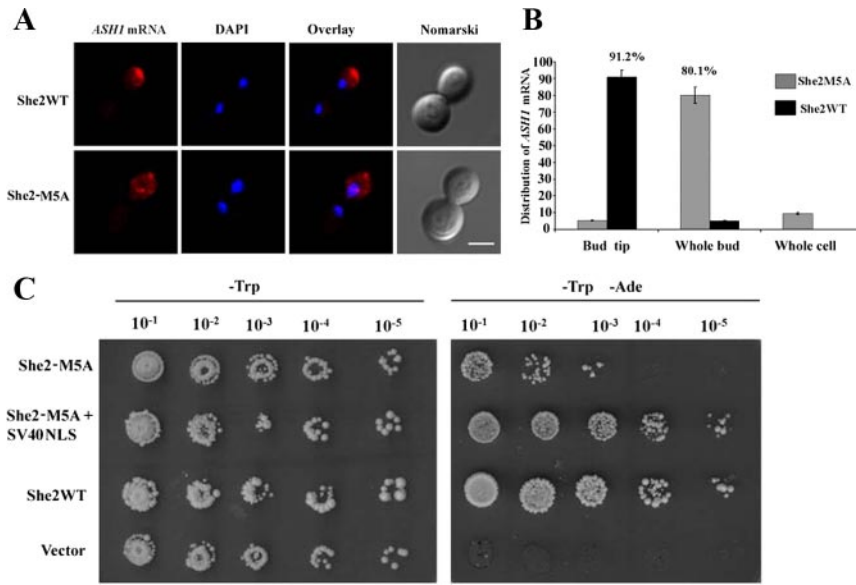 A
ASH1 mRNA DAPI Overlay Nomarski
She2WT
She2-M5A
B
Distribution of ASH1 mRNA
100
90
80
70
60
50
40
30
20
10
0
91.2%
80.1%
She2M5A
She2WT
Bud tip Whole bud Whole cell
C
-Trp
10-1 10-2 10-3 10-4 10-5
-Trp -Ade
10-1 10-2 10-3 10-4 10-5
She2-M5A
She2-M5A +
SV40 NLS
She2WT
Vector